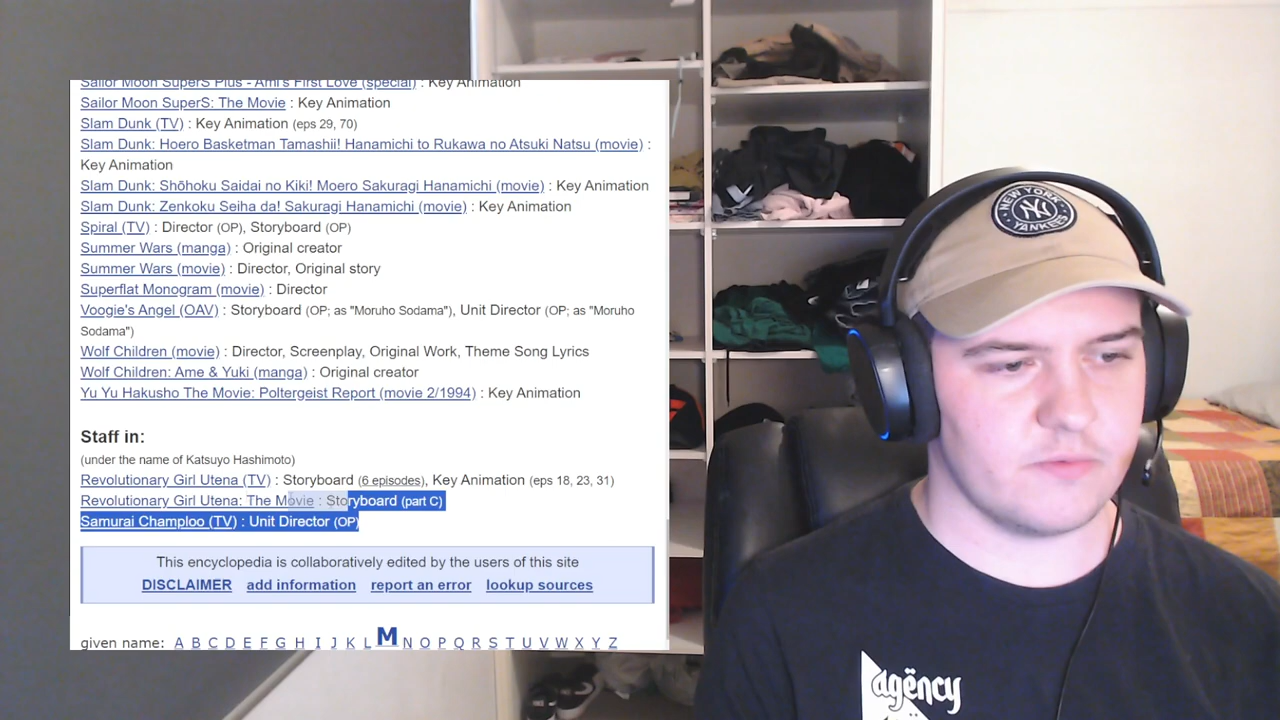 Sailor Moon SuperS Plus - Ami's First Love (special) : Key Animation
Sailor Moon SuperS: The Movie : Key Animation
Slam Dunk (TV) : Key Animation (eps 29, 70)
Slam Dunk: Hoero Basketman Tamashii! Hanamichi to Rukawa no Atsuki Natsu (movie) :
Key Animation
Slam Dunk: Shōhoku Saidai no Kiki! Moero Sakuragi Hanamichi (movie) : Key Animation
Slam Dunk: Zenkoku Seiha da! Sakuragi Hanamichi (movie) : Key Animation
Spiral (TV) : Director (OP), Storyboard (OP)
Summer Wars (manga) : Original creator
Summer Wars (movie) : Director, Original story
Superflat Monogram (movie) : Director
Voogie's Angel (OAV) : Storyboard (OP; as "Moruho Sodama"), Unit Director (OP; as "Moruho
Sodama")
Wolf Children (movie) : Director, Screenplay, Original Work, Theme Song Lyrics
Wolf Children: Ame & Yuki (manga) : Original creator
Yu Yu Hakusho The Movie: Poltergeist Report (movie 2/1994) : Key Animation
Staff in:
(under the name of Katsuyo Hashimoto)
Revolutionary Girl Utena (TV) : Storyboard (6 episodes), Key Animation (eps 18, 23, 31)
Revolutionary Girl Utena: The Movie : Storyboard (part C)
Samurai Champloo (TV) : Unit Director (OP)
This encyclopedia is collaboratively edited by the users of this site
DISCLAIMER add information report an error lookup sources
given name: A B C D E F G H I J K L M N O P Q R S T U V W X Y Z
NEW YORK
NY
YANKEES
agëncy